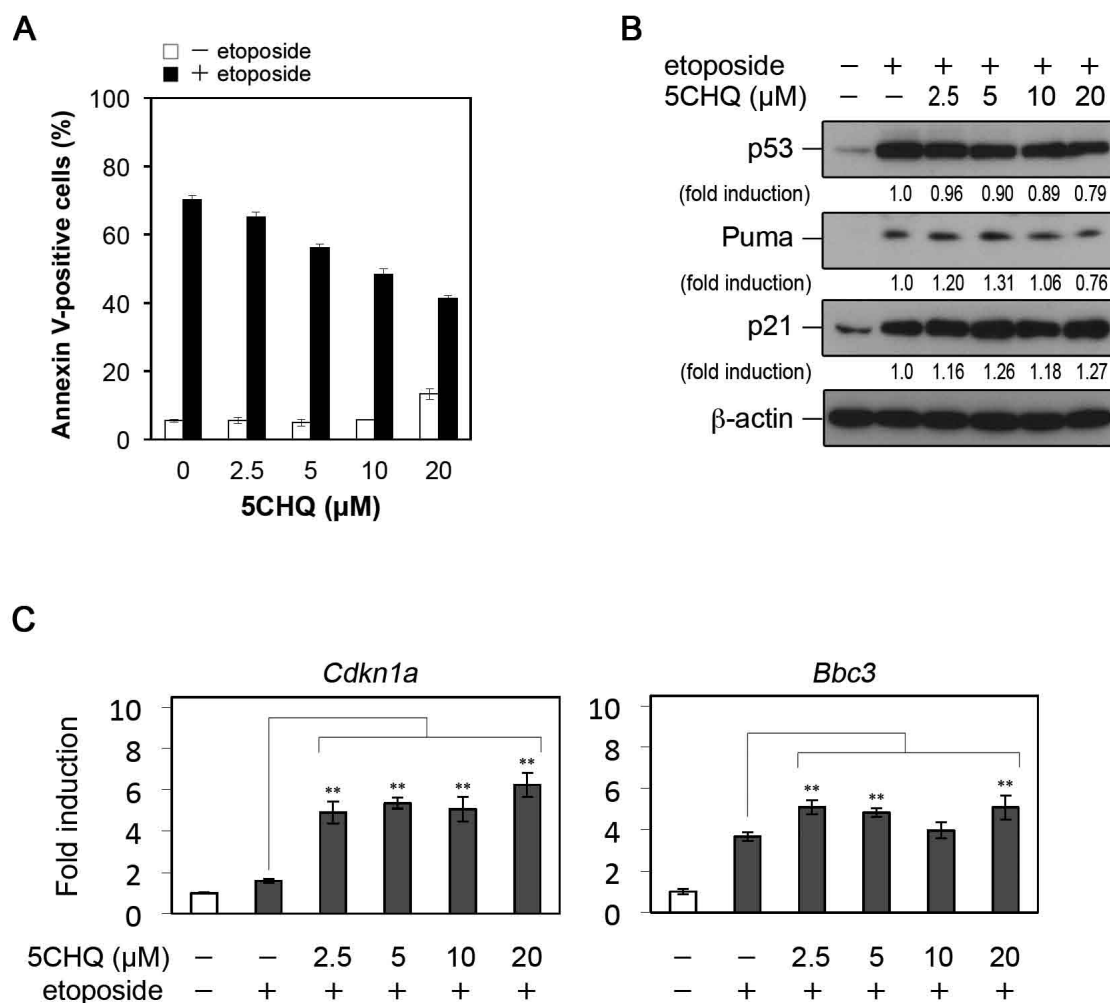 A
− etoposide
+ etoposide
100
80
60
40
20
0
Annexin V-positive cells (%)
0 2.5 5 10 20
5CHQ (µM)
B
etoposide − + + + + +
5CHQ (µM) − − 2.5 5 10 20
p53
(fold induction) 1.0 0.96 0.90 0.89 0.79
Puma
(fold induction) 1.0 1.20 1.31 1.06 0.76
p21
(fold induction) 1.0 1.16 1.26 1.18 1.27
β-actin
C
Cdkn1a
10
8
6
4
2
0
Fold induction
** ** ** **
5CHQ (µM) − − 2.5 5 10 20
etoposide − + + + + +
Bbc3
10
8
6
4
2
0
** ** **
− − 2.5 5 10 20
− + + + + +